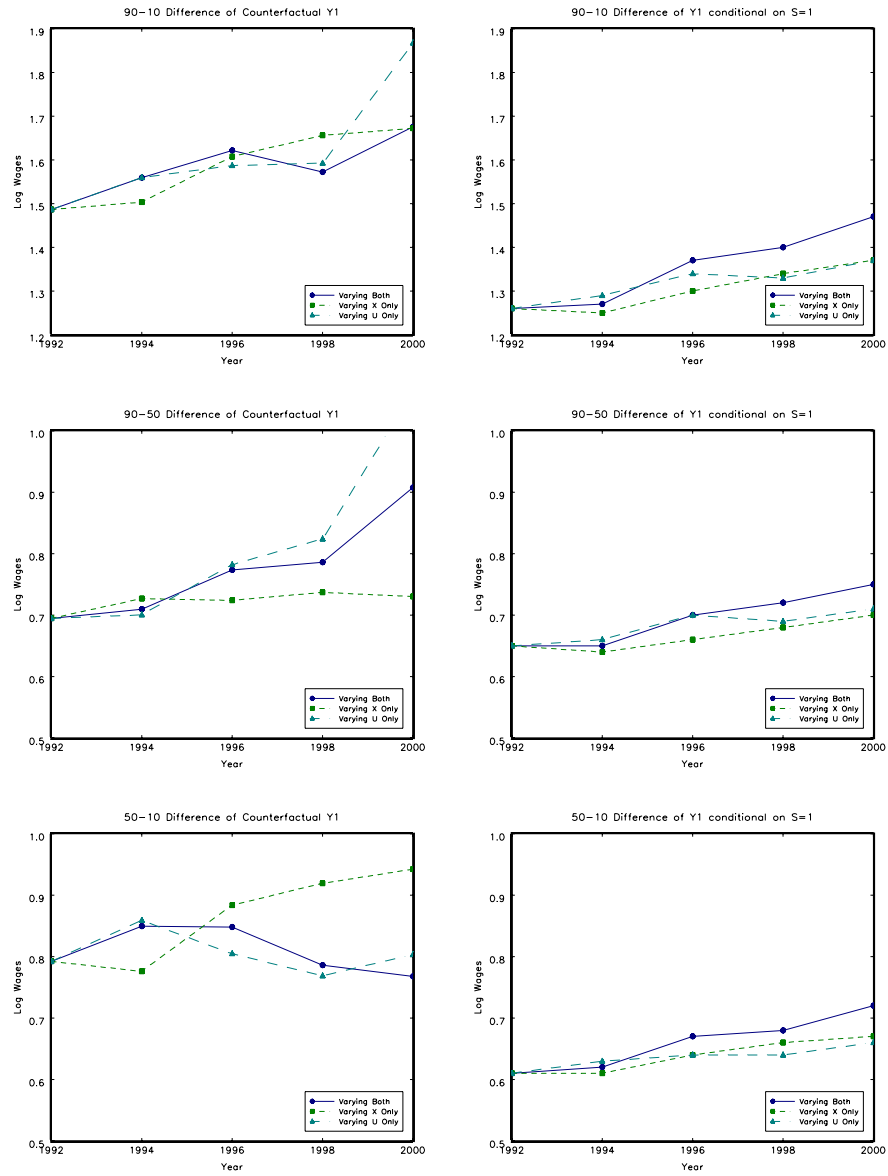 90-10 Difference of Counterfactual Y1
1.9
1.8
1.7
1.6
1.5
1.4
1.3
1.2
Log Wages
Varying Both
Varying X Only
Varying U Only
1992 1994 1996 1998 2000
Year
90-10 Difference of Y1 conditional on S=1
1.9
1.8
1.7
1.6
1.5
1.4
1.3
1.2
Log Wages
Varying Both
Varying X Only
Varying U Only
1992 1994 1996 1998 2000
Year
90-50 Difference of Counterfactual Y1
1.0
0.9
0.8
0.7
0.6
0.5
Log Wages
Varying Both
Varying X Only
Varying U Only
1992 1994 1996 1998 2000
Year
90-50 Difference of Y1 conditional on S=1
1.0
0.9
0.8
0.7
0.6
0.5
Log Wages
Varying Both
Varying X Only
Varying U Only
1992 1994 1996 1998 2000
Year
50-10 Difference of Counterfactual Y1
1.0
0.9
0.8
0.7
0.6
0.5
Log Wages
Varying Both
Varying X Only
Varying U Only
1992 1994 1996 1998 2000
Year
50-10 Difference of Y1 conditional on S=1
1.0
0.9
0.8
0.7
0.6
0.5
Log Wages
Varying Both
Varying X Only
Varying U Only
1992 1994 1996 1998 2000
Year